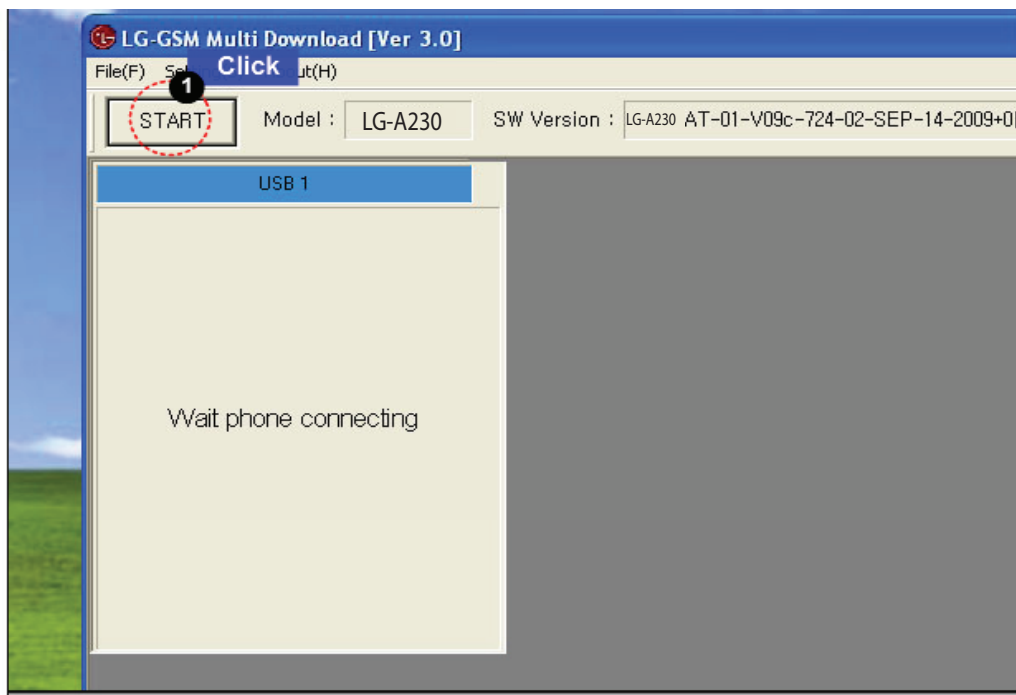 LG-GSM Multi Download [Ver 3.0]
File(F) Click ut(H)
1
START Model : LG-A230 SW Version : LG-A230 AT-01-V09c-724-02-SEP-14-2009+0
USB 1
Wait phone connecting